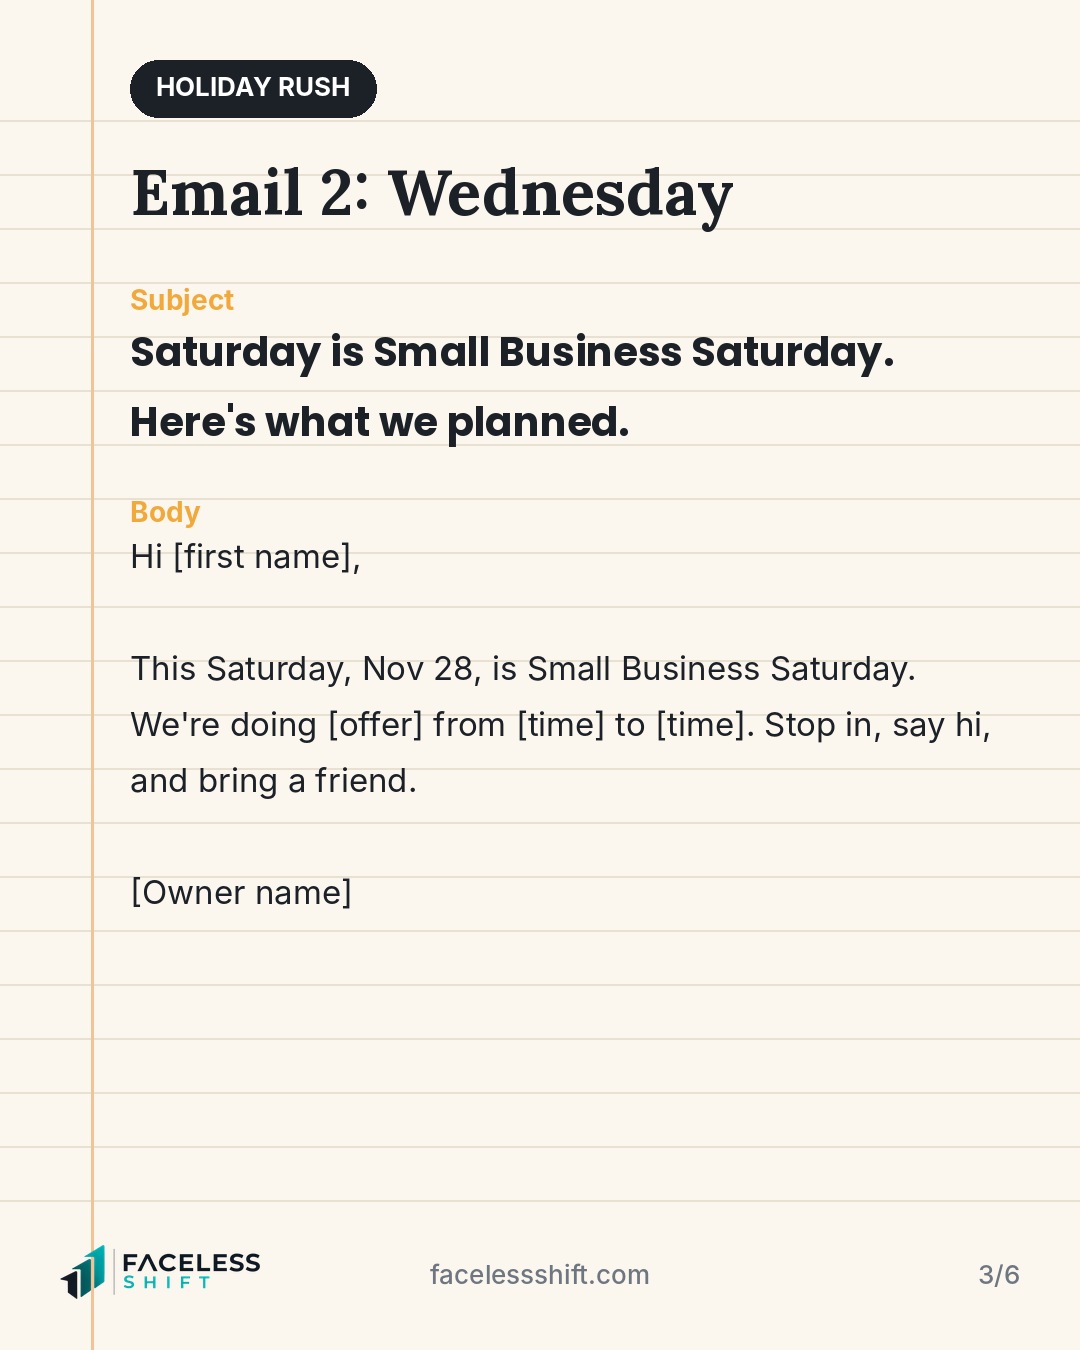 HOLIDAY RUSH
Email 2: Wednesday
Subject
Saturday is Small Business Saturday.
Here's what we planned.
Body
Hi [first name],
This Saturday, Nov 28, is Small Business Saturday.
We're doing [offer] from [time] to [time]. Stop in, say hi,
and bring a friend.
[Owner name]
FACELESS
SHIFT
facelessshift.com
3/6